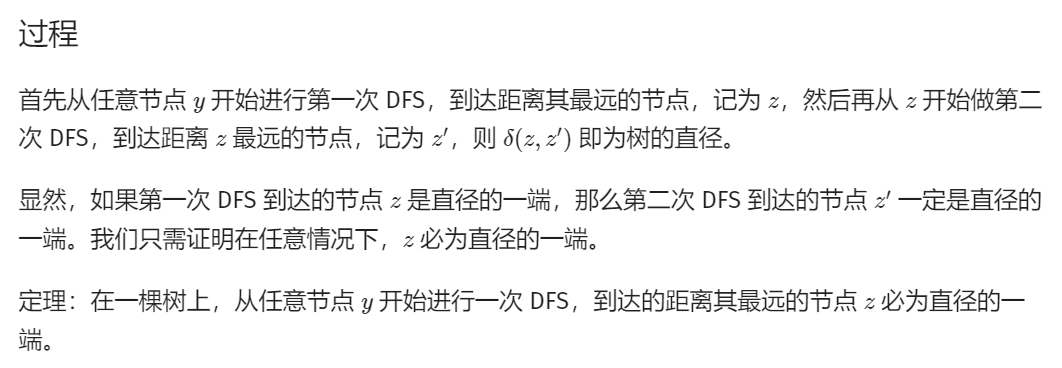 过程
首先从任意节点 y 开始进行第一次 DFS，到达距离其最远的节点，记为 z，然后再从 z 开始做第二
次 DFS，到达距离 z 最远的节点，记为 z′，则 δ(z, z′) 即为树的直径。
显然，如果第一次 DFS 到达的节点 z 是直径的一端，那么第二次 DFS 到达的节点 z′ 一定是直径的
一端。我们只需证明在任意情况下，z 必为直径的一端。
定理：在一棵树上，从任意节点 y 开始进行一次 DFS，到达的距离其最远的节点 z 必为直径的一
端。